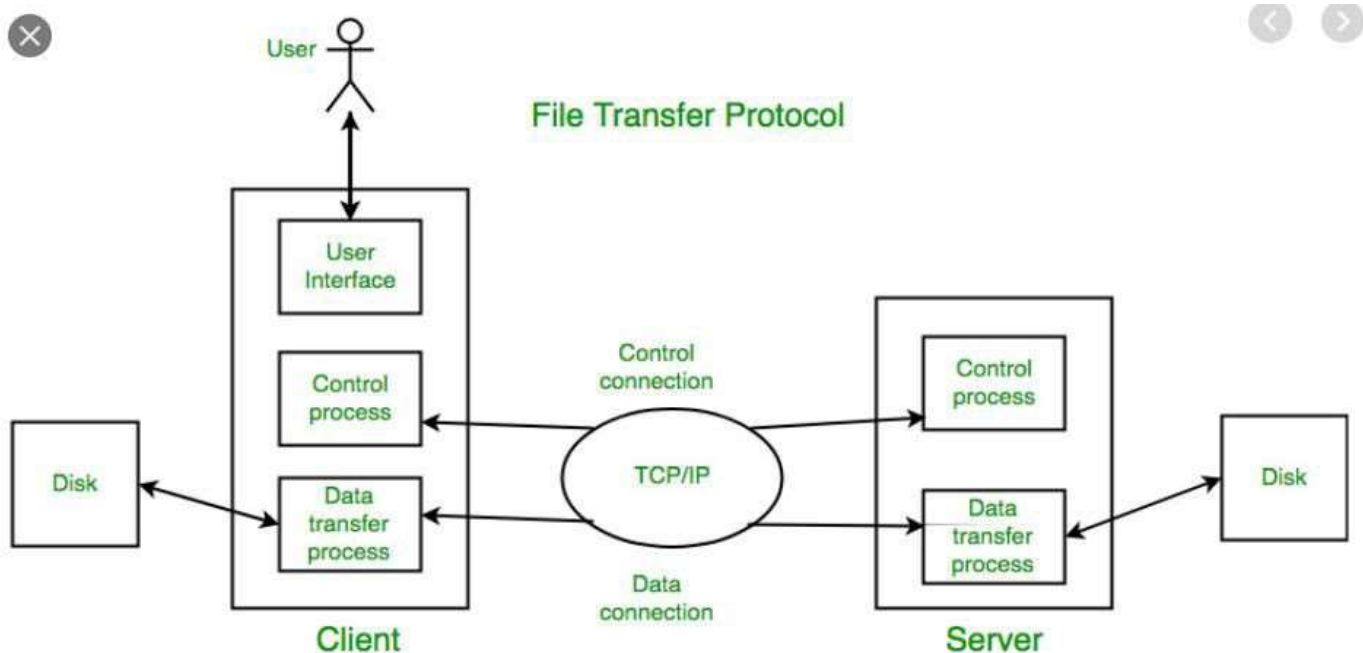 User
File Transfer Protocol
User
Interface
Control
process
Disk
Data
transfer
process
Client
Control
connection
TCP/IP
Data
connection
Control
process
Data
transfer
process
Disk
Server